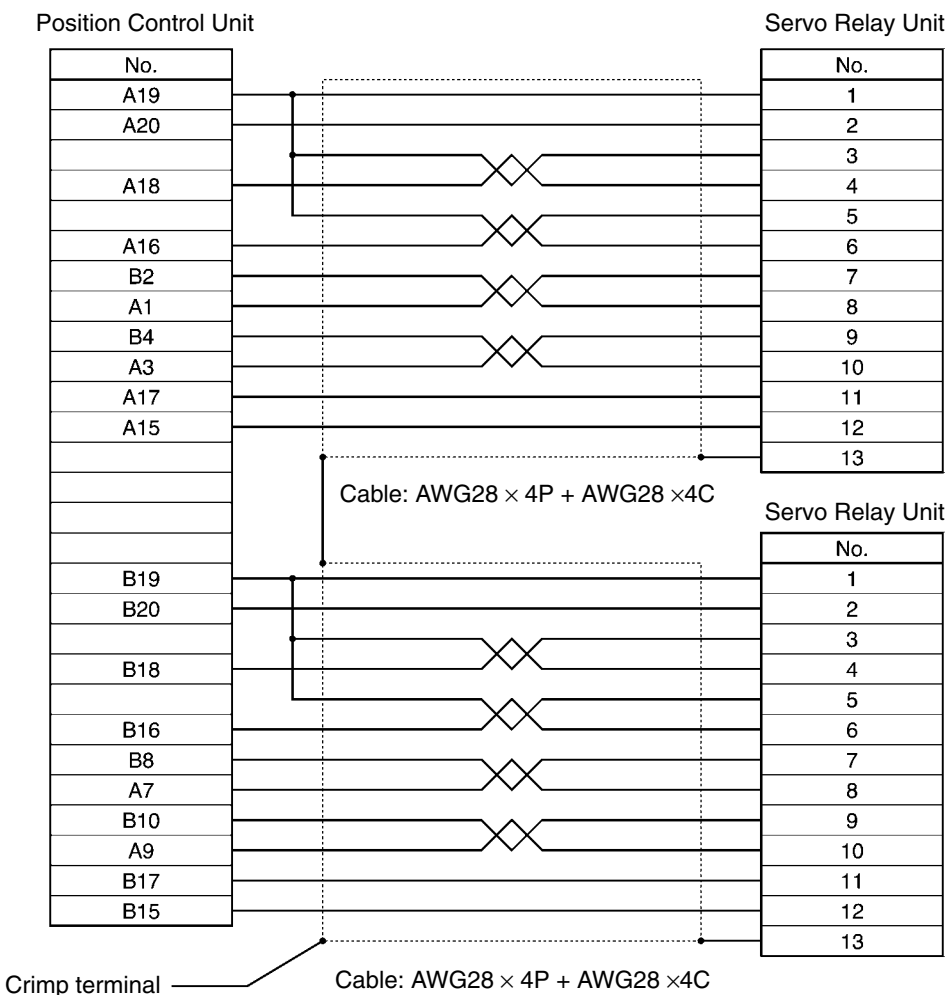 Position Control Unit
Servo Relay Unit
No.
No.
A19
1
A20
2
3
A18
4
5
A16
6
B2
7
A1
8
B4
9
A3
10
A17
11
A15
12
13
Cable: AWG28 × 4P + AWG28 ×4C
Servo Relay Unit
No.
B19
1
B20
2
3
B18
4
5
B16
6
B8
7
A7
8
B10
9
A9
10
B17
11
B15
12
13
Crimp terminal
Cable: AWG28 × 4P + AWG28 ×4C